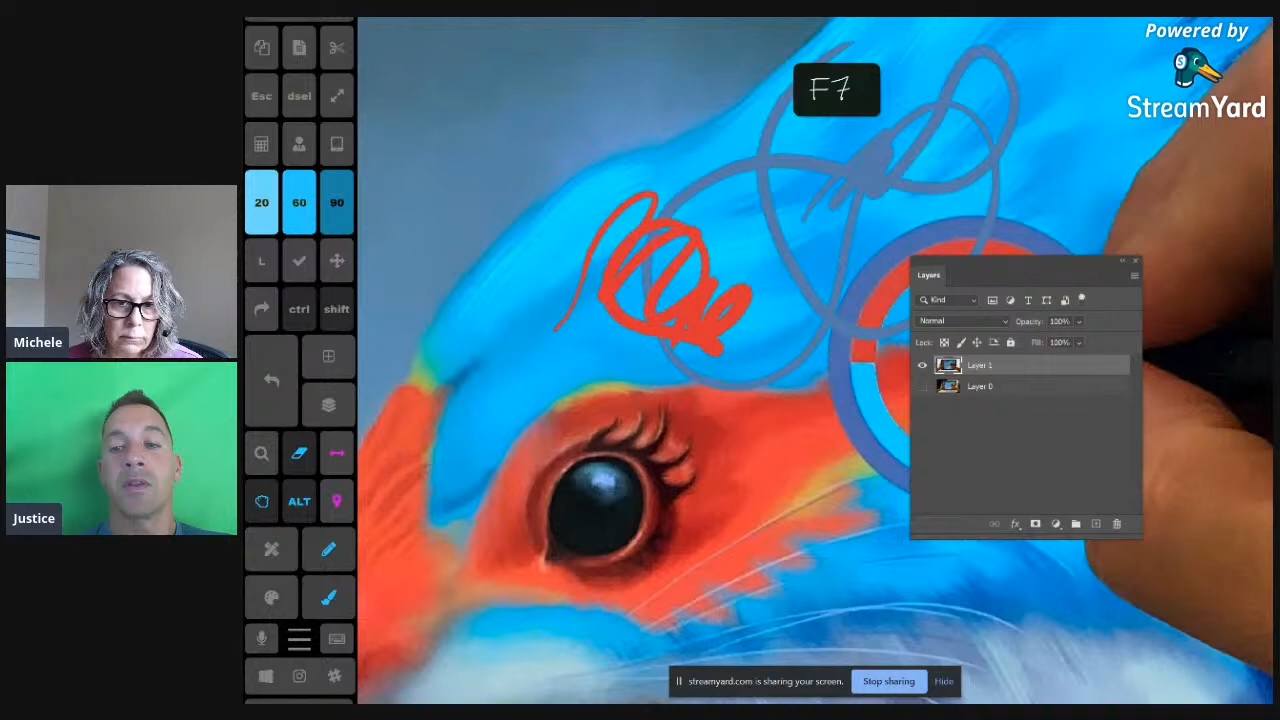 Powered by
StreamYard
F7
Esc
dsel
20
60
90
L
ctrl
shift
ALT
Michele
Justice
Layers
Kind
Normal
Opacity: 100%
Lock:
Fill: 100%
Layer 1
Layer 0
fx
streamyard.com is sharing your screen.
Stop sharing
Hide